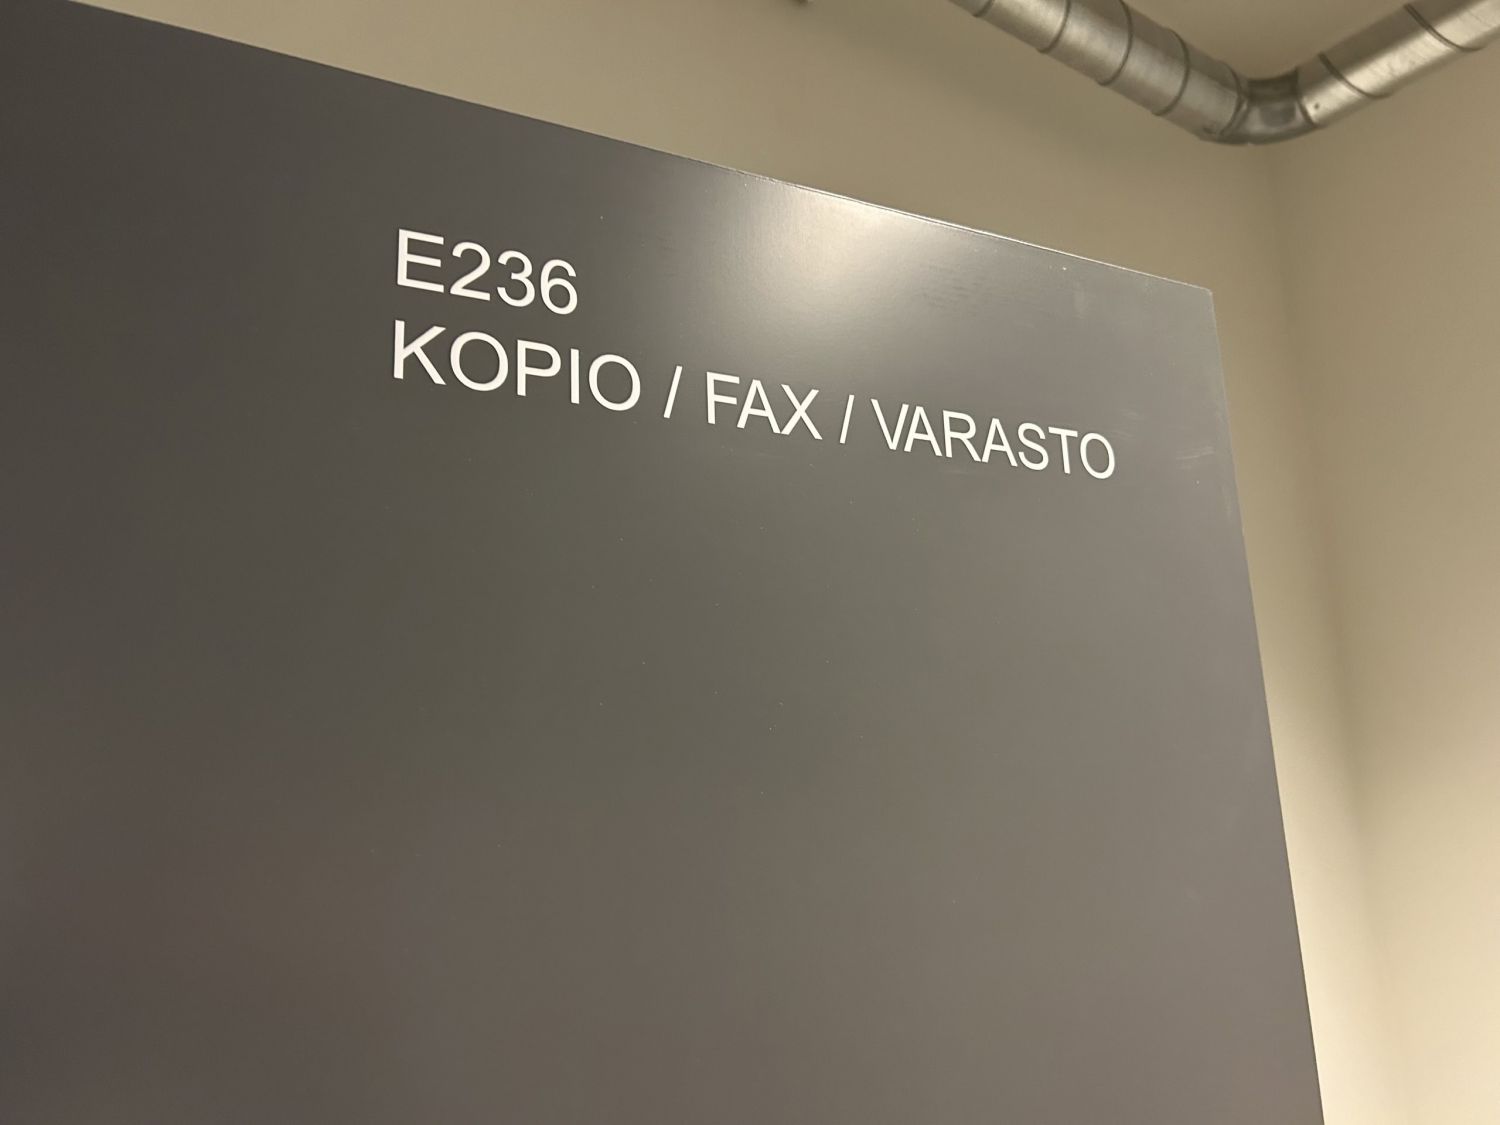 E236
KOPIO / FAX / VARASTO